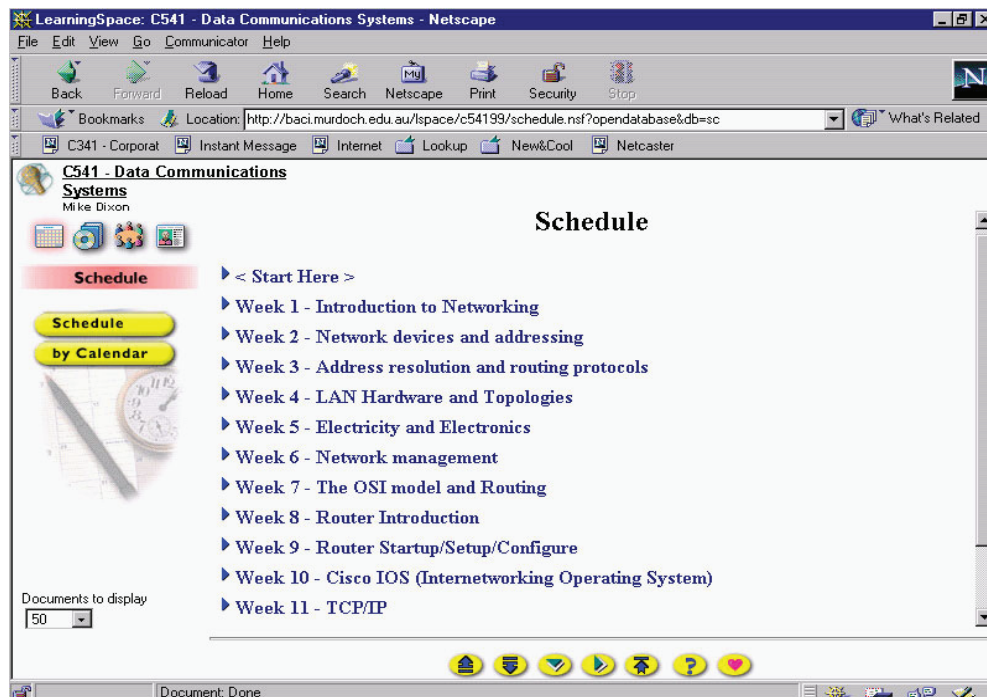 LearningSpace: C541 - Data Communications Systems - Netscape
File Edit View Go Communicator Help
My
N
Back Forward Reload Home Search Netscape Print Security Stop
Bookmarks Location: http://baci.murdoch.edu.au/lspace/c54199/schedule.nsf?opendatabase&db=sc What's Related
C341 - Corporat Instant Message Internet Lookup New&Cool Netcaster
C541 - Data Communications
Systems
Mike Dixon
Schedule
Schedule
Schedule
by Calendar
< Start Here >
Week 1 - Introduction to Networking
Week 2 - Network devices and addressing
Week 3 - Address resolution and routing protocols
Week 4 - LAN Hardware and Topologies
Week 5 - Electricity and Electronics
Week 6 - Network management
Week 7 - The OSI model and Routing
Week 8 - Router Introduction
Week 9 - Router Startup/Setup/Configure
Week 10 - Cisco IOS (Internetworking Operating System)
Week 11 - TCP/IP
Documents to display
50
?
Document: Done